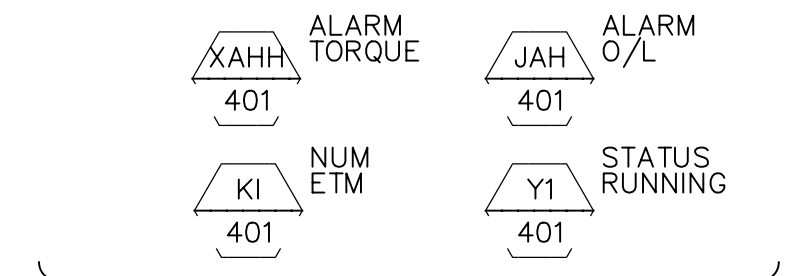 ALARM
XAHH TORQUE
401
ALARM
JAH O/L
401
NUM
KI ETM
401
STATUS
Y1 RUNNING
401